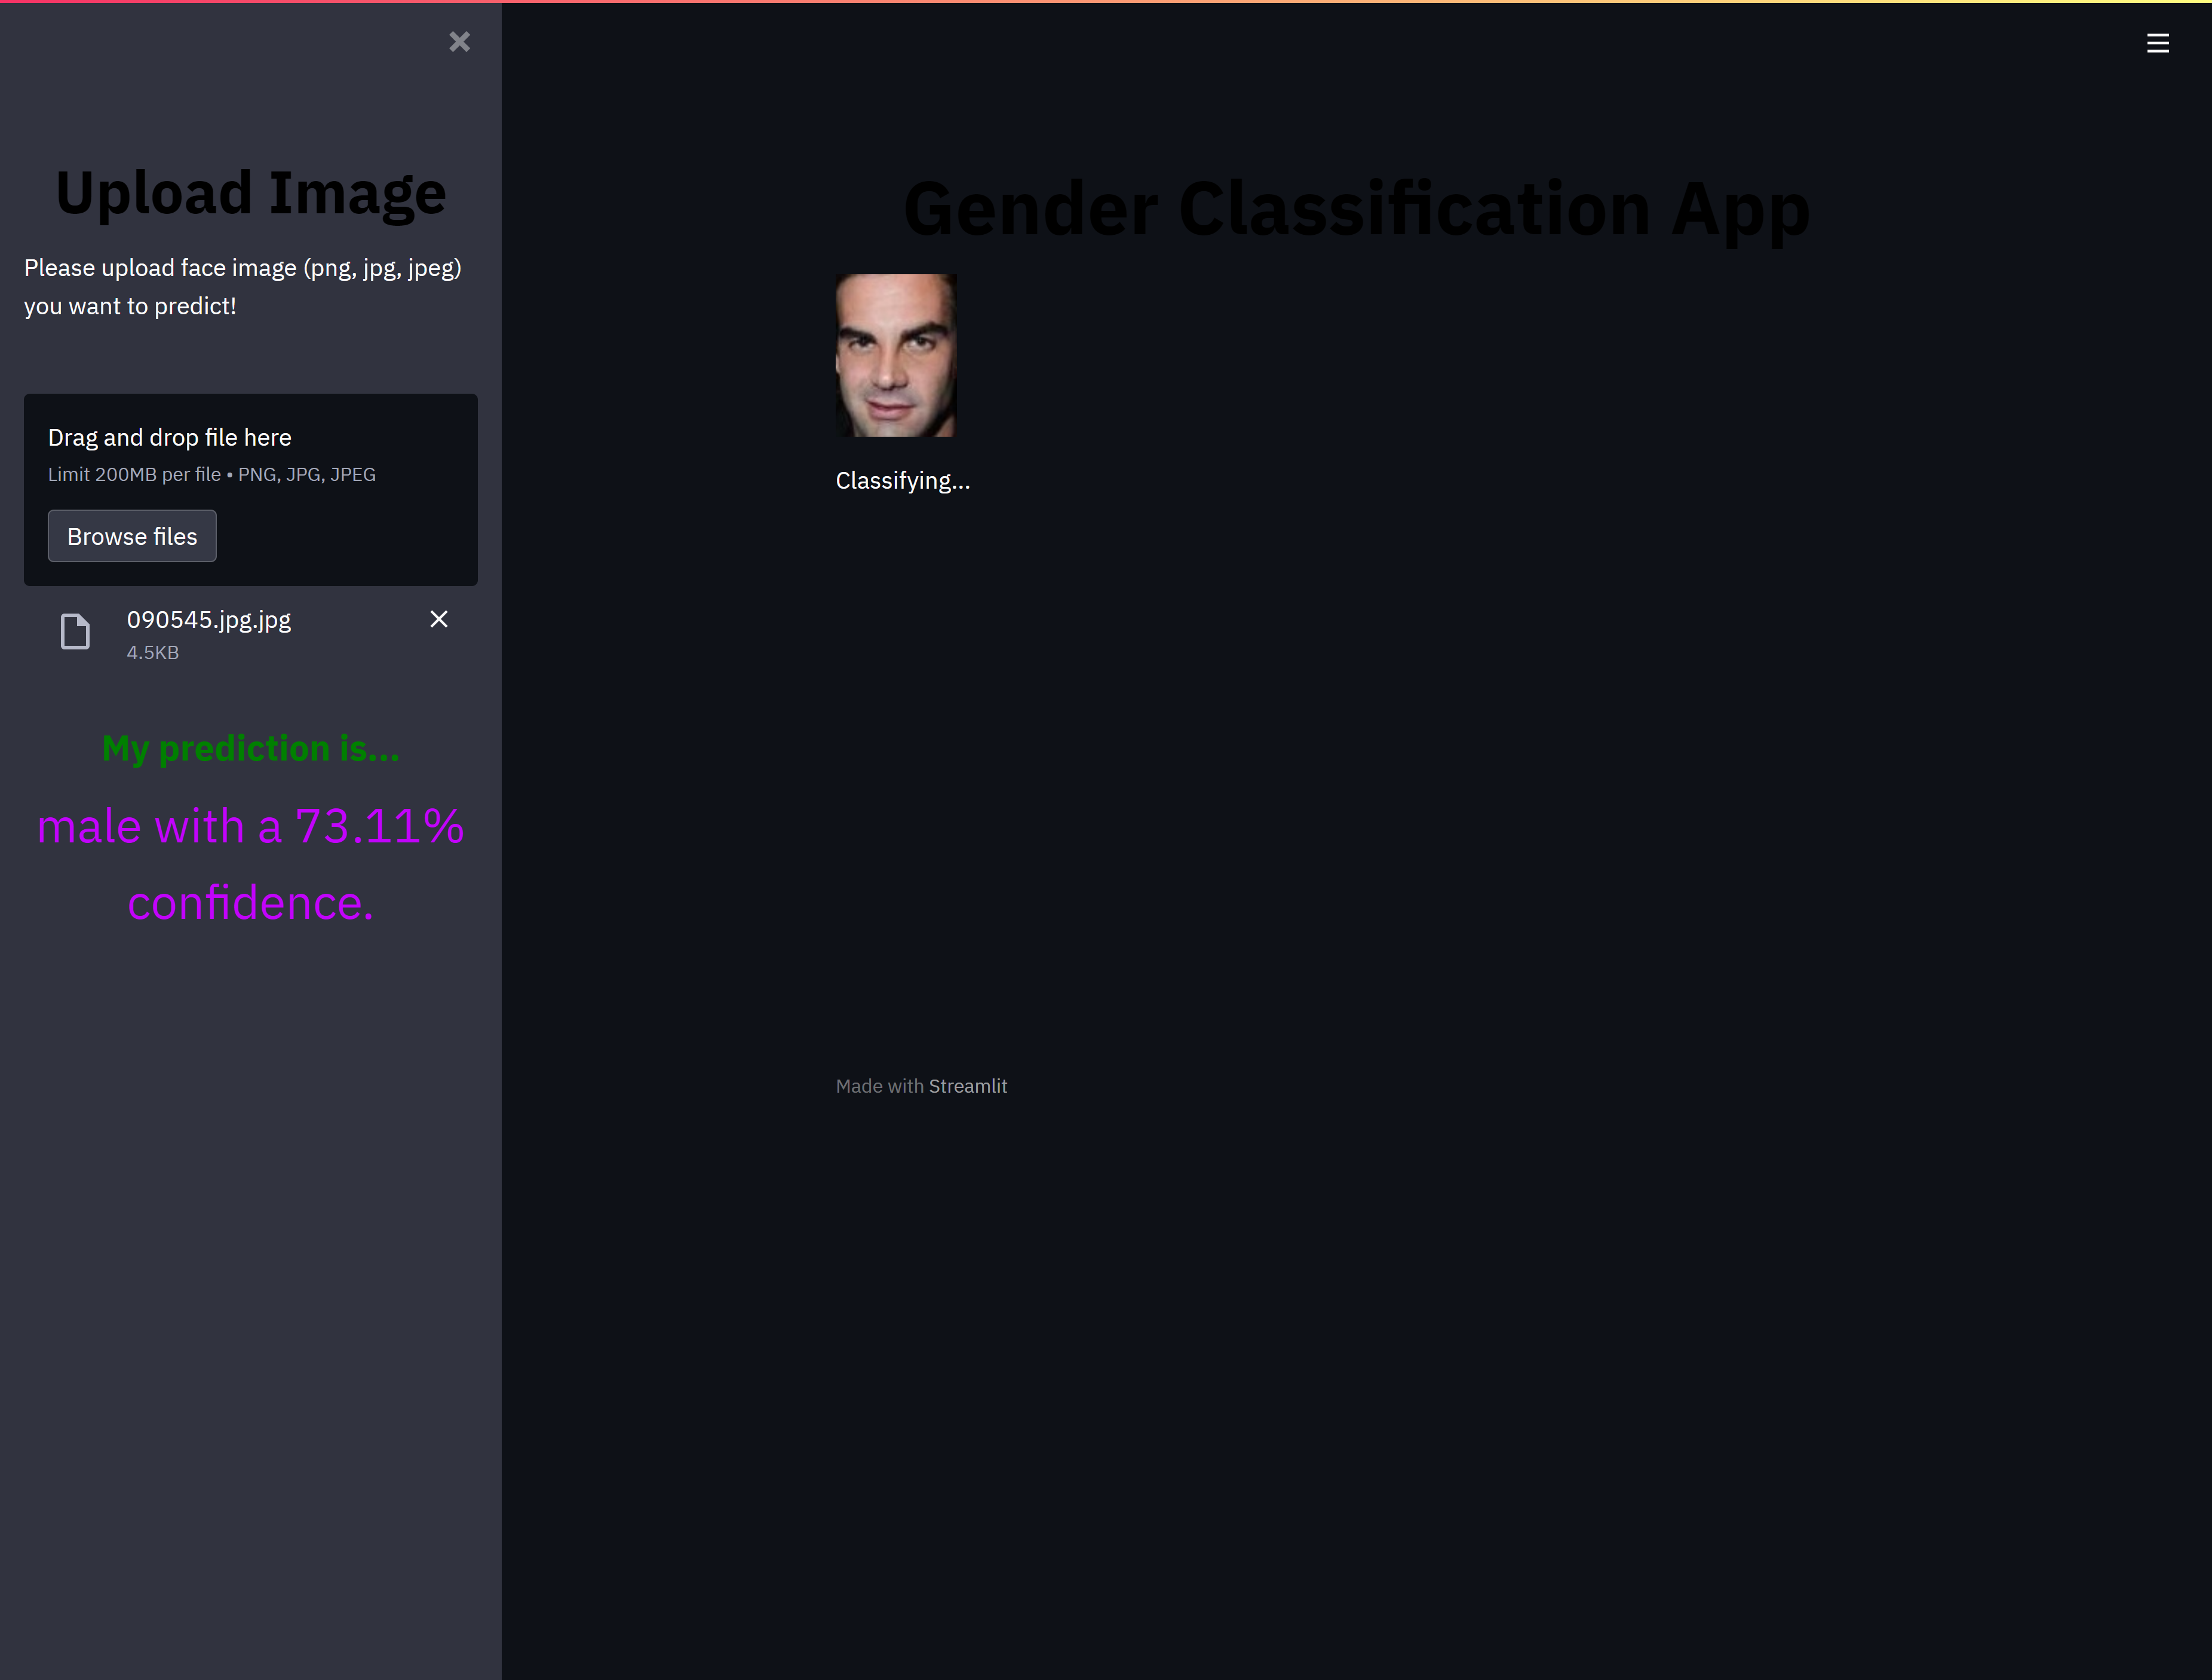 Upload Image
Please upload face image (png, jpg, jpeg)
you want to predict!
Drag and drop file here
Limit 200MB per file • PNG, JPG, JPEG
Browse files
090545.jpg.jpg
4.5KB
My prediction is...
male with a 73.11%
confidence.
Gender Classification App
Classifying...
Made with Streamlit